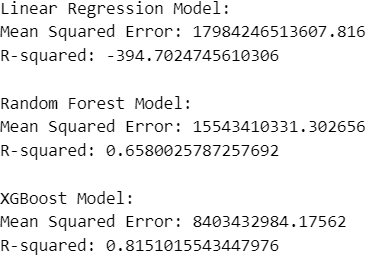 Linear Regression Model:
Mean Squared Error: 17984246513607.816
R-squared: -394.7024745610306
Random Forest Model:
Mean Squared Error: 15543410331.302656
R-squared: 0.6580025787257692
XGBoost Model:
Mean Squared Error: 8403432984.17562
R-squared: 0.8151015543447976